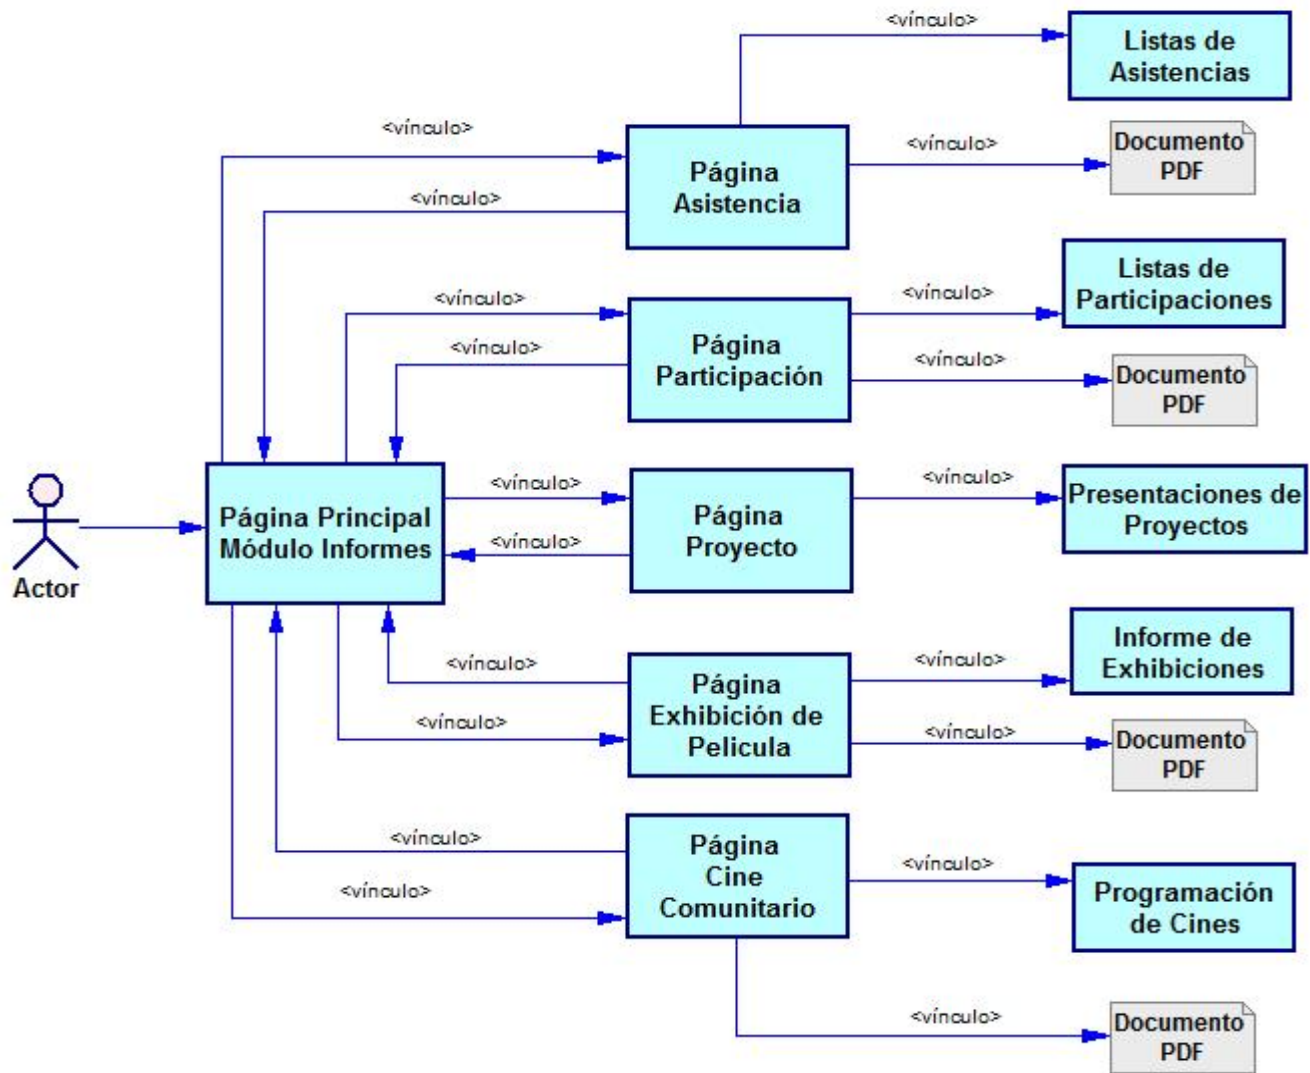 <vínculo>
Listas de
Asistencias
<vínculo>
Página
Asistencia
<vínculo>
Documento
PDF
<vínculo>
<vínculo>
Página
Participación
<vínculo>
Listas de
Participaciones
<vínculo>
<vínculo>
Documento
PDF
Actor
Página Principal
Módulo Informes
<vínculo>
<vínculo>
Página
Proyecto
<vínculo>
Presentaciones de
Proyectos
<vínculo>
<vínculo>
Página
Exhibición de
Pelicula
<vínculo>
Informe de
Exhibiciones
<vínculo>
Documento
PDF
<vínculo>
<vínculo>
Página
Cine
Comunitario
<vínculo>
Programación
de Cines
<vínculo>
Documento
PDF